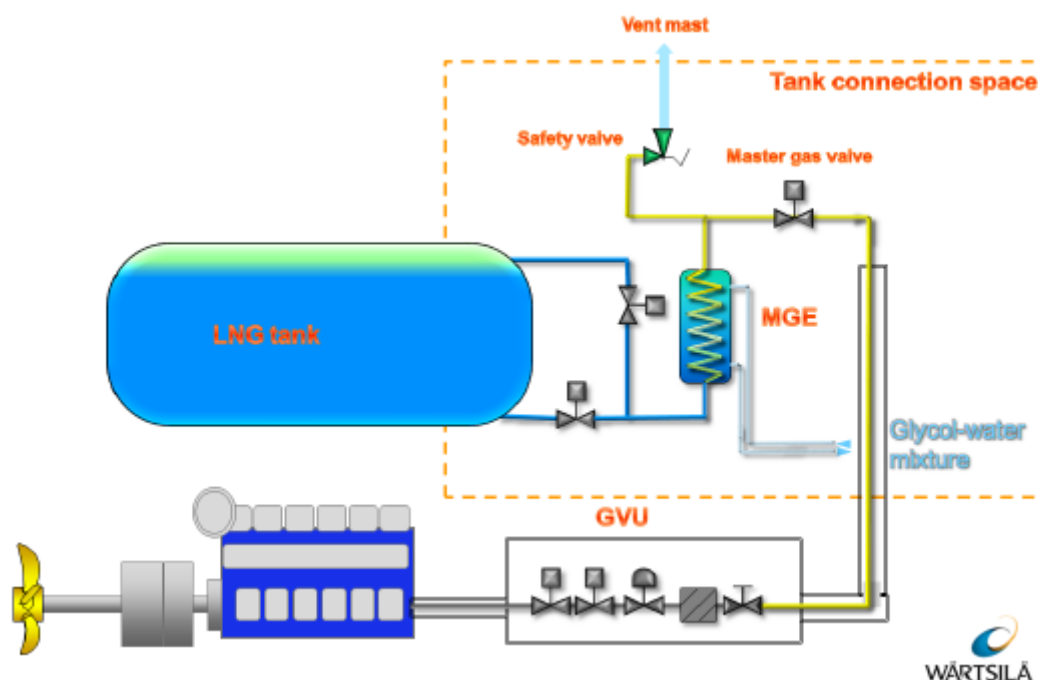 Vent mast
Tank connection space
Safety valve
Master gas valve
LNG tank
MGE
Glycol-water
mixture
GVU
WÄRTSILÄ